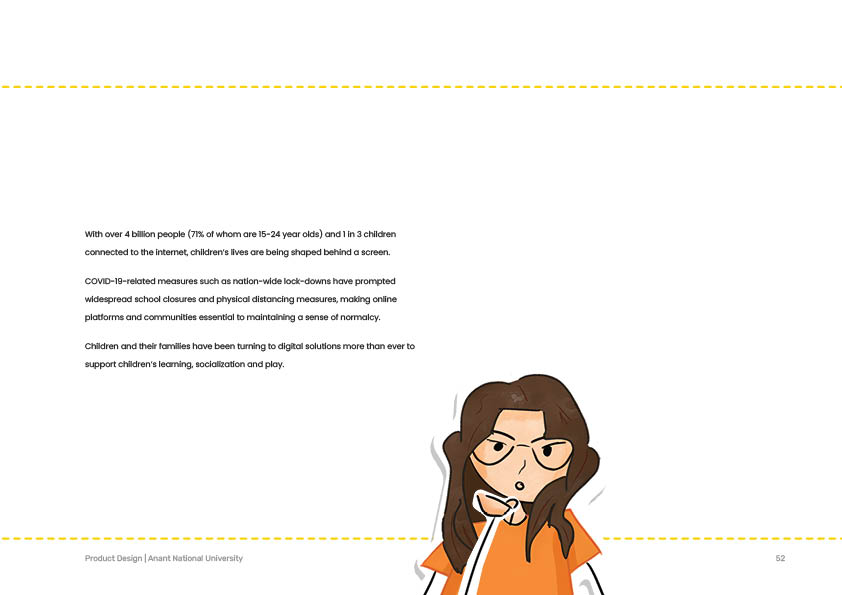 With over 4 billion people (71% of whom are 15-24 year olds) and 1 in 3 children
connected to the internet, children's lives are being shaped behind a screen.
COVID-19-related measures such as nation-wide lock-downs have prompted
widespread school closures and physical distancing measures, making online
platforms and communities essential to maintaining a sense of normalcy.
Children and their families have been turning to digital solutions more than ever to
support children's learning, socialization and play.
Product Design | Anant National University
52